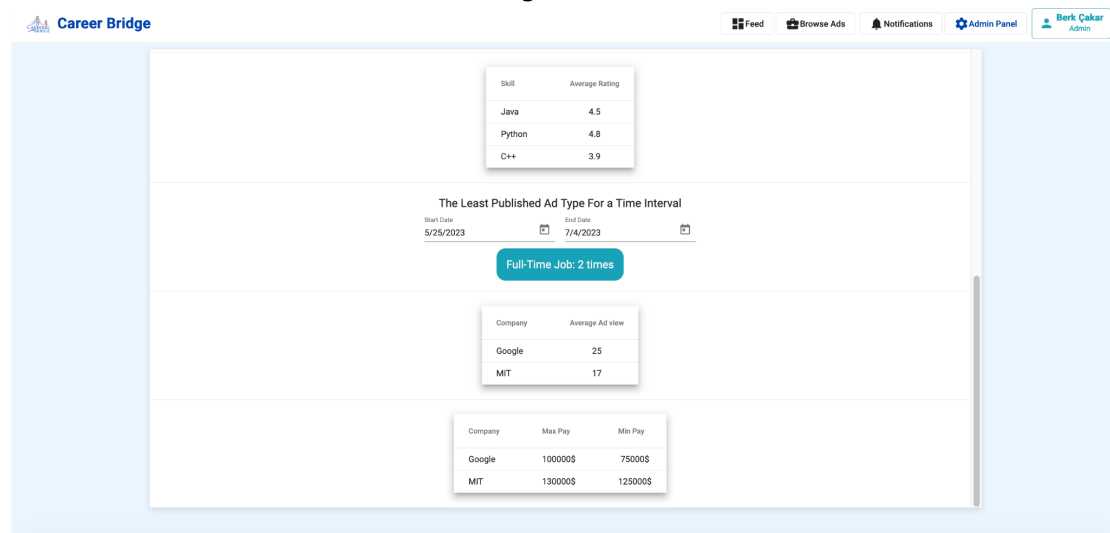 Career Bridge
Feed
Browse Ads
Notifications
Admin Panel
Berk Çakar
Admin
Skill Average Rating
Java 4.5
Python 4.8
C++ 3.9
The Least Published Ad Type For a Time Interval
Start Date End Date
5/25/2023 7/4/2023
Full-Time Job: 2 times
Company Average Ad view
Google 25
MIT 17
Company Max Pay Min Pay
Google 100000$ 75000$
MIT 130000$ 125000$